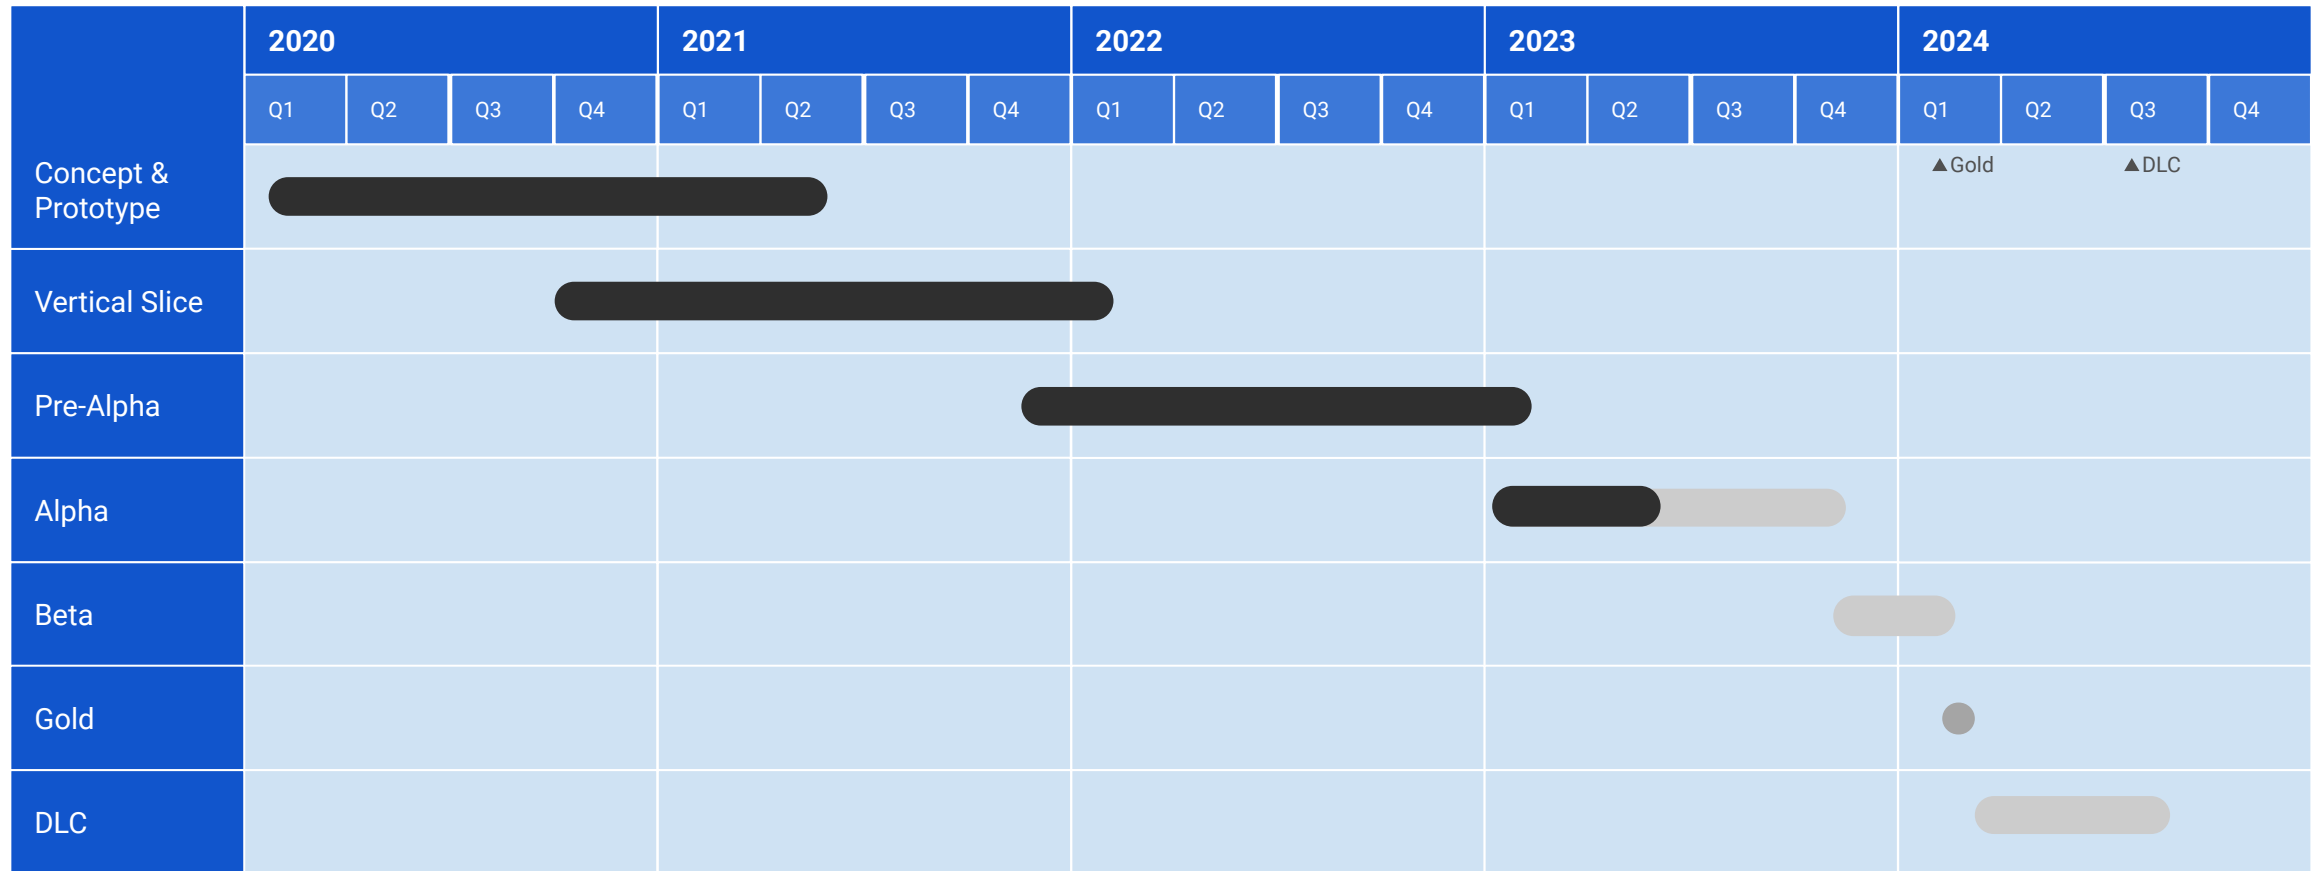 2020 2021 2022 2023 2024
Q1 Q2 Q3 Q4 Q1 Q2 Q3 Q4 Q1 Q2 Q3 Q4 Q1 Q2 Q3 Q4 Q1 Q2 Q3 Q4
▲Gold ▲DLC
Concept &
Prototype
Vertical Slice
Pre-Alpha
Alpha
Beta
Gold
DLC